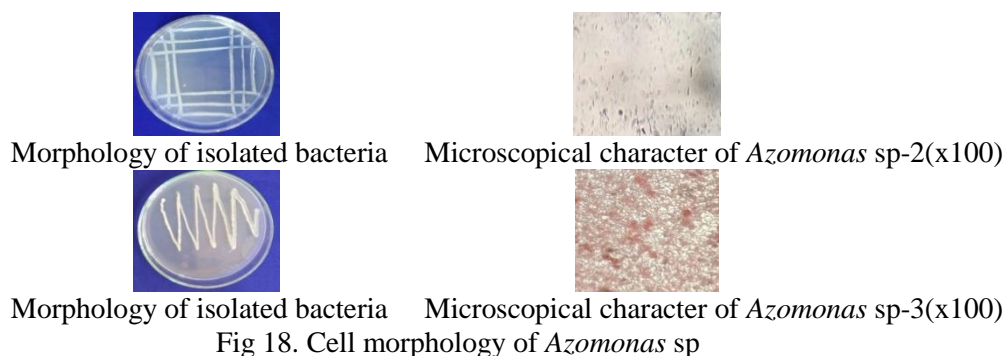 Morphology of isolated bacteria Microscopical character of Azomonas sp-2(x100)
Morphology of isolated bacteria Microscopical character of Azomonas sp-3(x100)
Fig 18. Cell morphology of Azomonas sp